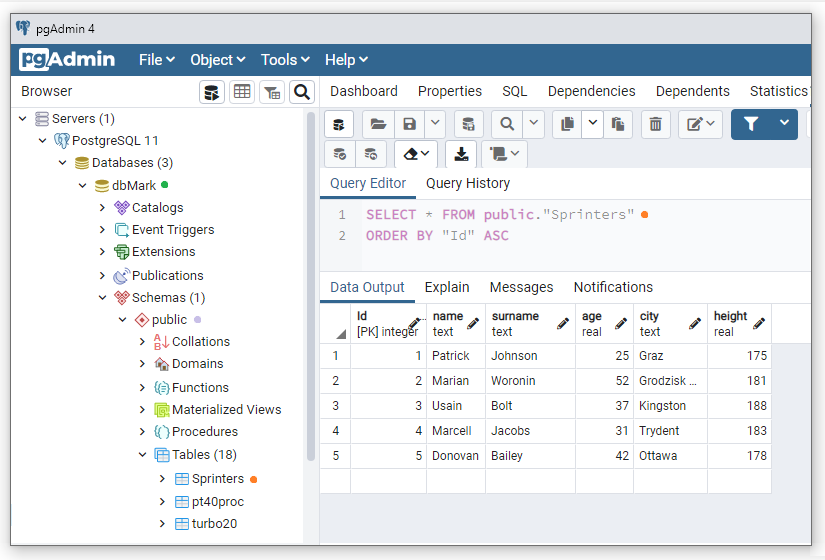 pgAdmin 4
pgAdmin File Object Tools Help
Browser
Dashboard Properties SQL Dependencies Dependents Statistics
Servers (1)
PostgreSQL 11
Databases (3)
dbMark
Catalogs
Event Triggers
Extensions
Publications
Schemas (1)
public
Collations
Domains
Functions
Materialized Views
Procedures
Tables (18)
Sprinters
pt40proc
turbo20
Query Editor Query History
1 SELECT * FROM public."Sprinters"
2 ORDER BY "Id" ASC
Data Output Explain Messages Notifications
Id name surname age city height
[PK] integer text text real text real
1 1 Patrick Johnson 25 Graz 175
2 2 Marian Woronin 52 Grodzisk ... 181
3 3 Usain Bolt 37 Kingston 188
4 4 Marcell Jacobs 31 Trydent 183
5 5 Donovan Bailey 42 Ottawa 178